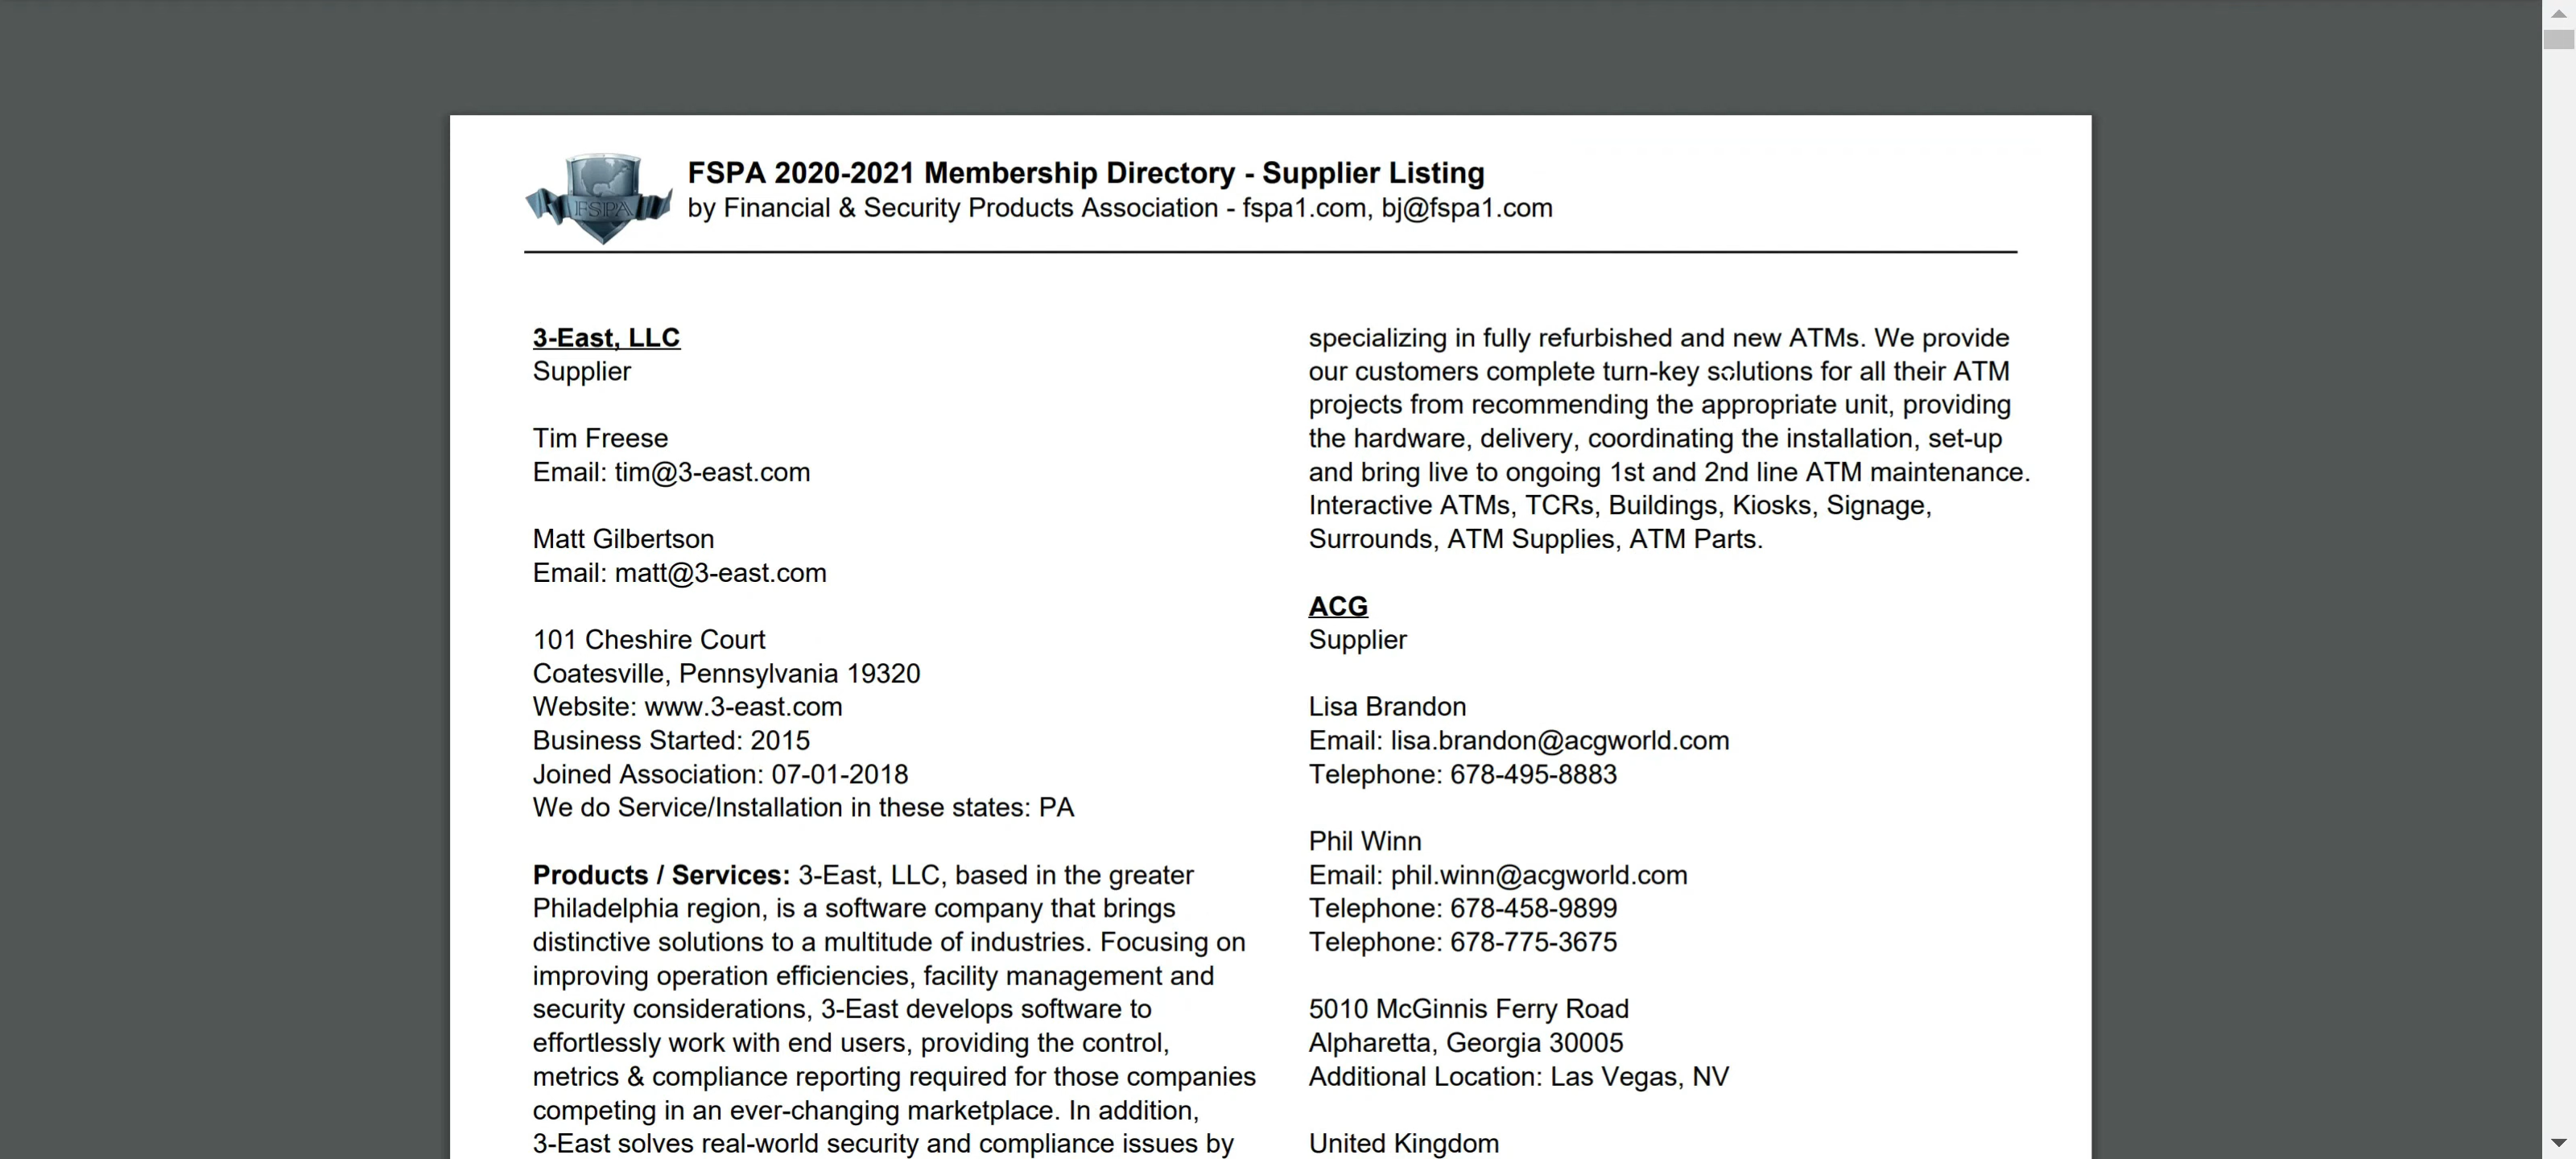 FSPA
FSPA 2020-2021 Membership Directory - Supplier Listing
by Financial & Security Products Association - fspa1.com, bj@fspa1.com
3-East, LLC
Supplier
Tim Freese
Email: tim@3-east.com
Matt Gilbertson
Email: matt@3-east.com
101 Cheshire Court
Coatesville, Pennsylvania 19320
Website: www.3-east.com
Business Started: 2015
Joined Association: 07-01-2018
We do Service/Installation in these states: PA
Products / Services: 3-East, LLC, based in the greater
Philadelphia region, is a software company that brings
distinctive solutions to a multitude of industries. Focusing on
improving operation efficiencies, facility management and
security considerations, 3-East develops software to
effortlessly work with end users, providing the control,
metrics & compliance reporting required for those companies
competing in an ever-changing marketplace. In addition,
3-East solves real-world security and compliance issues by
specializing in fully refurbished and new ATMs. We provide
our customers complete turn-key solutions for all their ATM
projects from recommending the appropriate unit, providing
the hardware, delivery, coordinating the installation, set-up
and bring live to ongoing 1st and 2nd line ATM maintenance.
Interactive ATMs, TCRs, Buildings, Kiosks, Signage,
Surrounds, ATM Supplies, ATM Parts.
ACG
Supplier
Lisa Brandon
Email: lisa.brandon@acgworld.com
Telephone: 678-495-8883
Phil Winn
Email: phil.winn@acgworld.com
Telephone: 678-458-9899
Telephone: 678-775-3675
5010 McGinnis Ferry Road
Alpharetta, Georgia 30005
Additional Location: Las Vegas, NV
United Kingdom